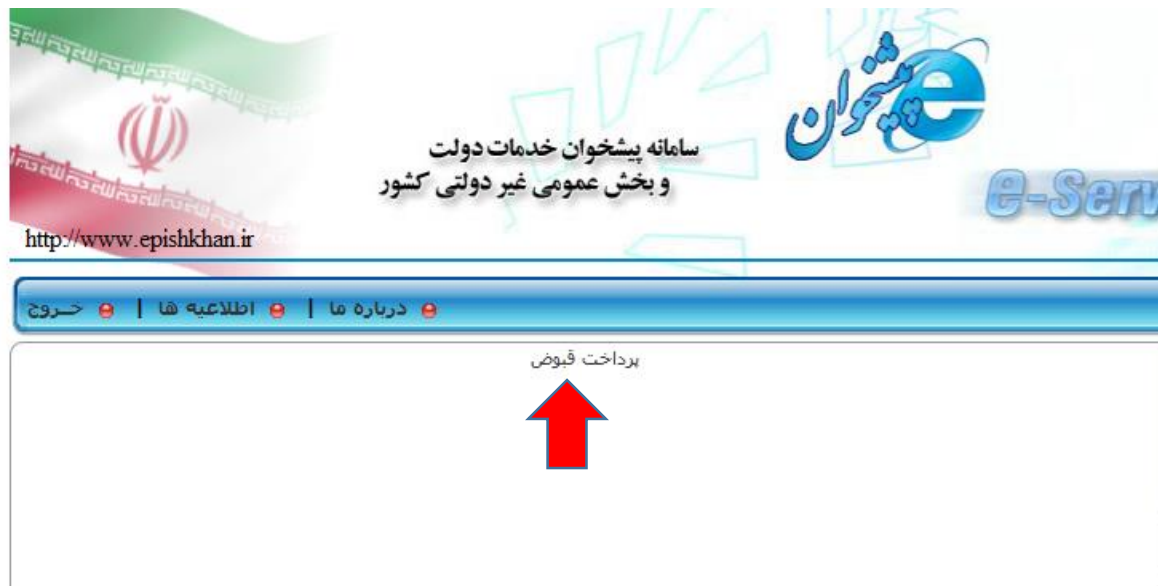 پیشخوان
سامانه پیشخوان خدمات دولت
و بخش عمومی غیر دولتی کشور
e-Serv
http://www.epishkhan.ir
درباره ما | اطلاعیه ها | خـــروج
پرداخت قبوض